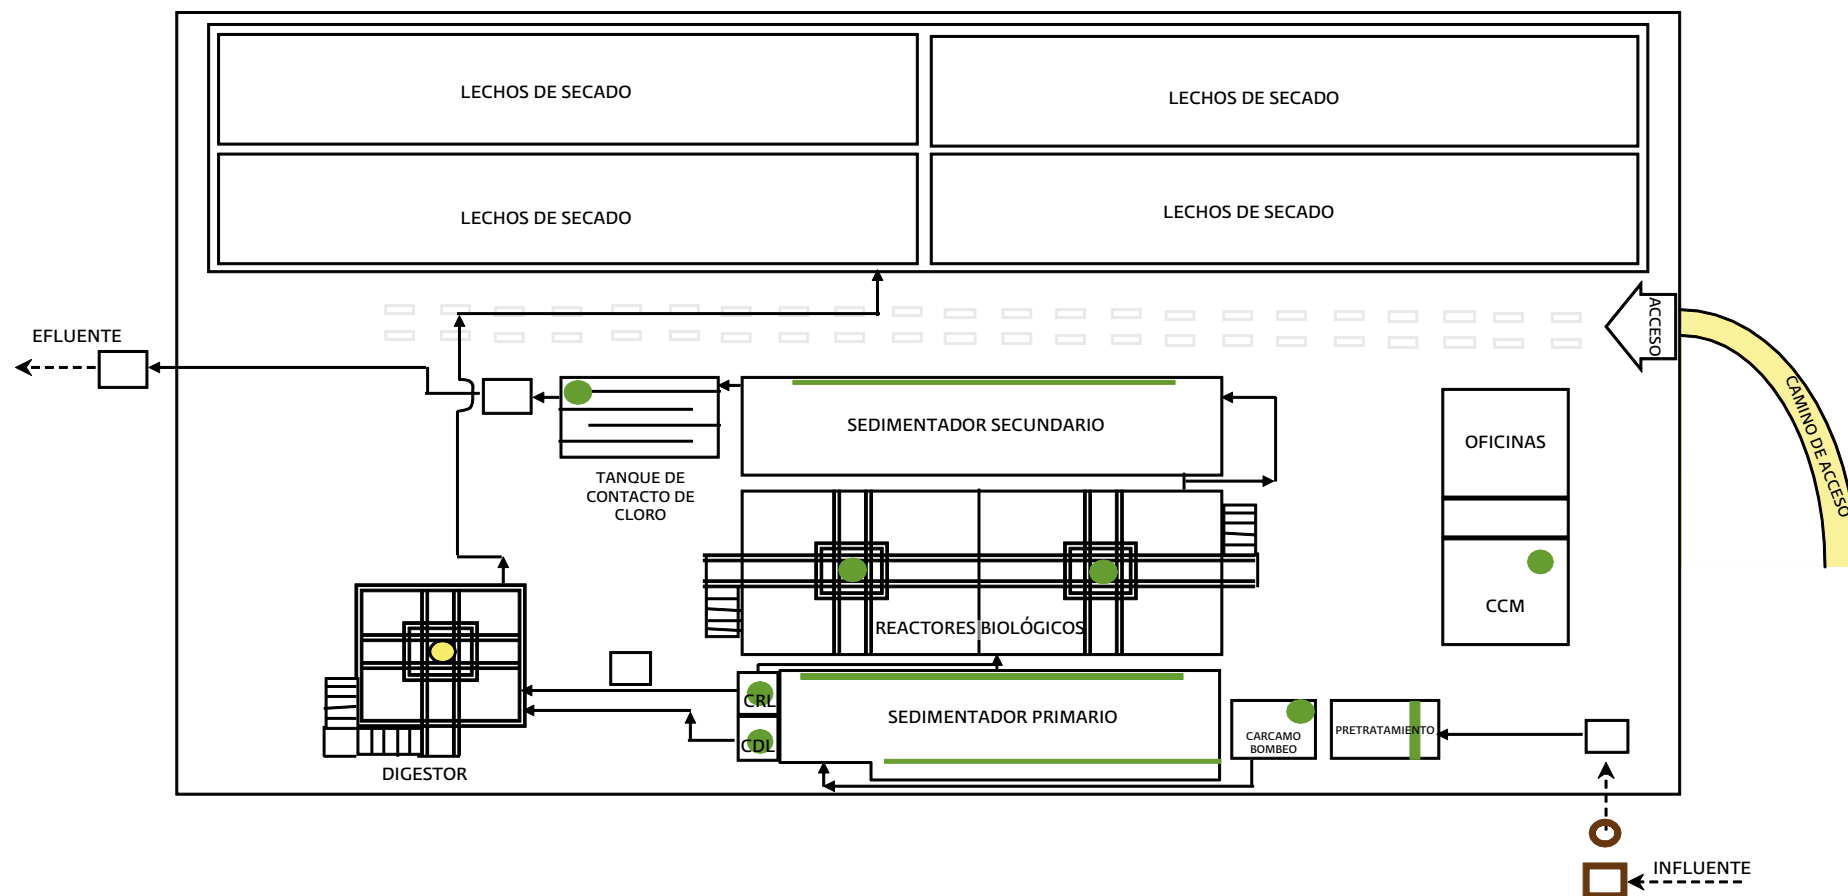 LECHOS DE SECADO
LECHOS DE SECADO
LECHOS DE SECADO
LECHOS DE SECADO
EFLUENTE
ACCESO
CAMINO DE ACCESO
SEDIMENTADOR SECUNDARIO
OFICINAS
TANQUE DE
CONTACTO DE
CLORO
REACTORES BIOLÓGICOS
CCM
CRL
SEDIMENTADOR PRIMARIO
CDL
CARCAMO
BOMBEO
PRETRATAMIENTO
DIGESTOR
INFLUENTE